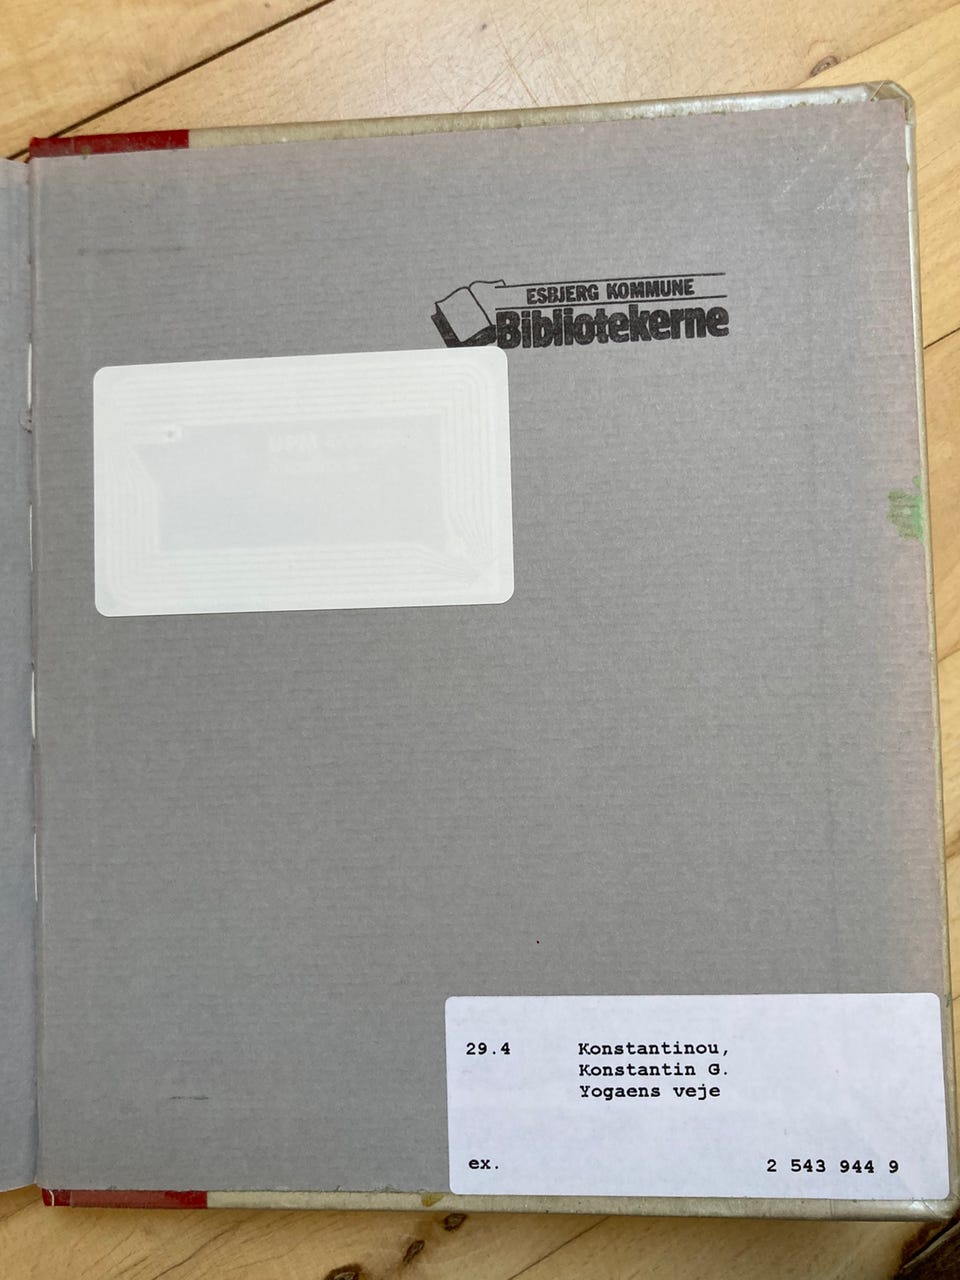 ESBJERG KOMMUNE
Bibliotekerne
29.4 Konstantinou,
Konstantin G.
Yogaens veje
ex. 2 543 944 9